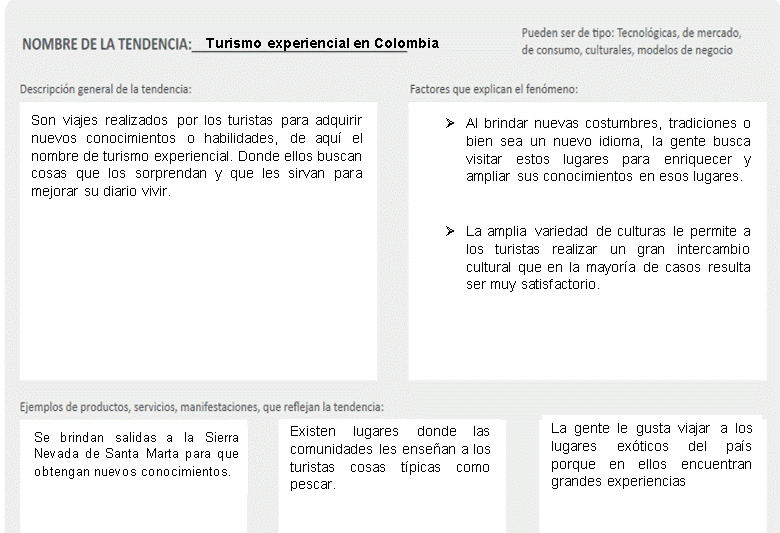 NOMBRE DE LA TENDENCIA: Turismo experiencial en Colombia
Pueden ser de tipo: Tecnológicas, de mercado,
de consumo, culturales, modelos de negocio
Descripción general de la tendencia:
Son viajes realizados por los turistas para adquirir
nuevos conocimientos o habilidades, de aquí el
nombre de turismo experiencial. Donde ellos buscan
cosas que los sorprendan y que les sirvan para
mejorar su diario vivir.
Factores que explican el fenómeno:
➢ Al brindar nuevas costumbres, tradiciones o
bien sea un nuevo idioma, la gente busca
visitar estos lugares para enriquecer y
ampliar sus conocimientos en esos lugares.
➢ La amplia variedad de culturas le permite a
los turistas realizar un gran intercambio
cultural que en la mayoría de casos resulta
ser muy satisfactorio.
Ejemplos de productos, servicios, manifestaciones, que reflejan la tendencia:
Se brindan salidas a la Sierra
Nevada de Santa Marta para que
obtengan nuevos conocimientos.
Existen lugares donde las
comunidades les enseñan a los
turistas cosas típicas como
pescar.
La gente le gusta viajar a los
lugares exóticos del país
porque en ellos encuentran
grandes experiencias